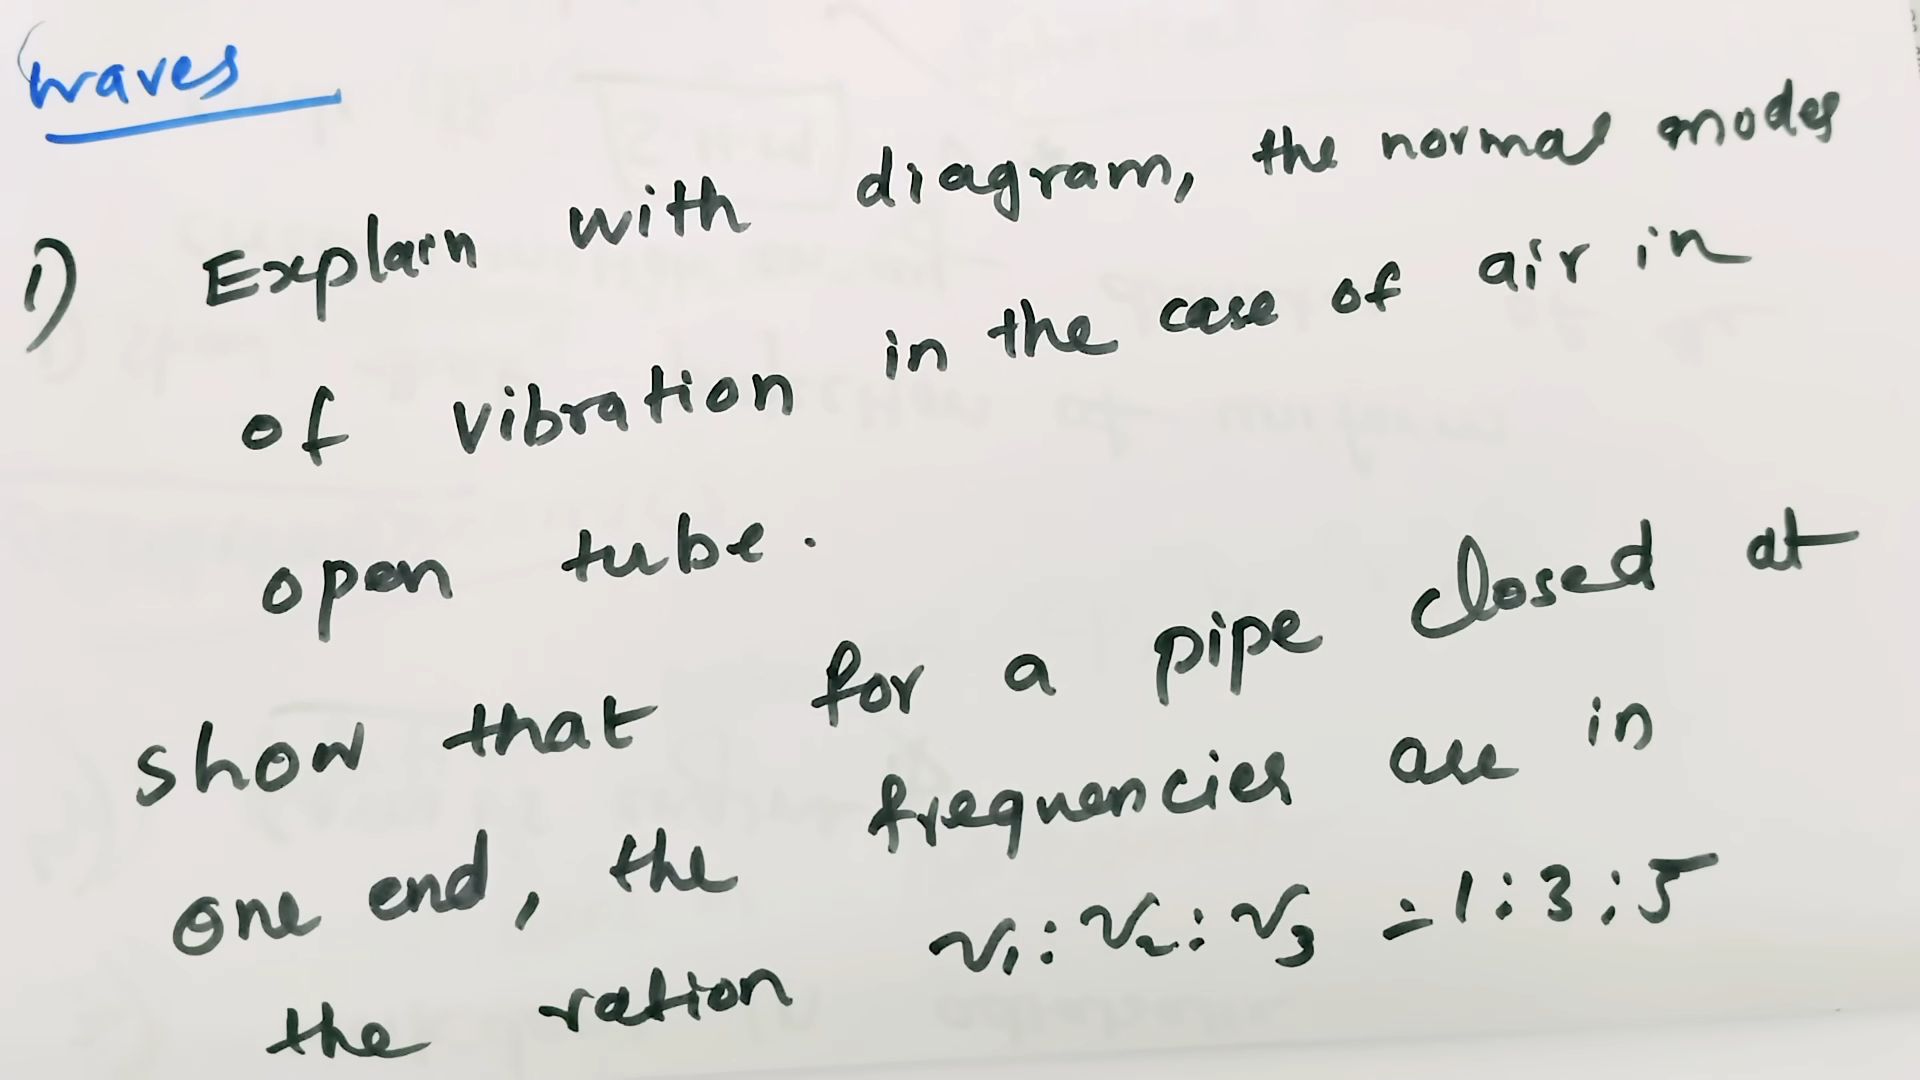 waves
1) Explain with diagram, the normal modes
of vibration in the case of air in
open tube.
show that for a pipe closed at
one end, the frequencies are in
the ration ν₁:ν₂:ν₃ = 1:3:5